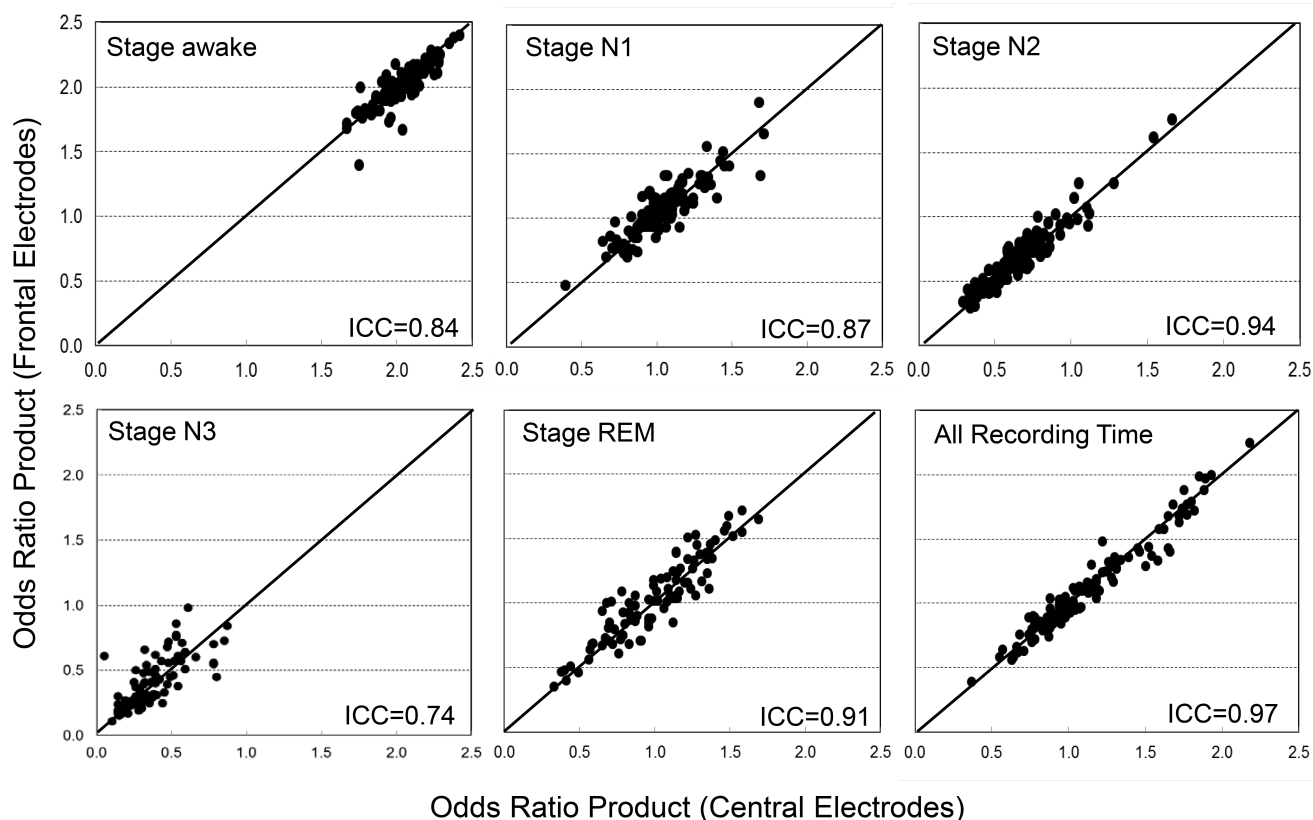 Odds Ratio Product (Frontal Electrodes)
Stage awake
2.5
2.0
1.5
1.0
0.5
0.0
ICC=0.84
0.0 0.5 1.0 1.5 2.0 2.5
Stage N1
ICC=0.87
0.0 0.5 1.0 1.5 2.0 2.5
Stage N2
ICC=0.94
0.0 0.5 1.0 1.5 2.0 2.5
Stage N3
2.5
2.0
1.5
1.0
0.5
0.0
ICC=0.74
0.0 0.5 1.0 1.5 2.0 2.5
Stage REM
ICC=0.91
0.0 0.5 1.0 1.5 2.0 2.5
All Recording Time
ICC=0.97
0.0 0.5 1.0 1.5 2.0 2.5
Odds Ratio Product (Central Electrodes)